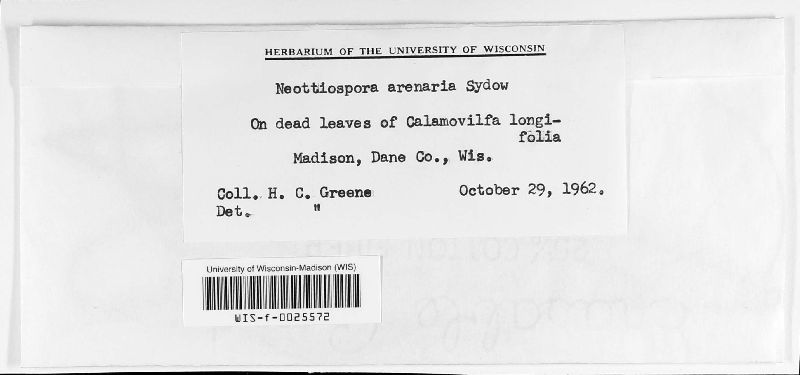 HERBARIUM OF THE UNIVERSITY OF WISCONSIN
Neottiospora arenaria Sydow
On dead leaves of Calamovilfa longi-
folia
Madison, Dane Co., Wis.
Coll. H. C. Greene October 29, 1962.
Det. "
University of Wisconsin-Madison (WIS)
WIS-f-0025572